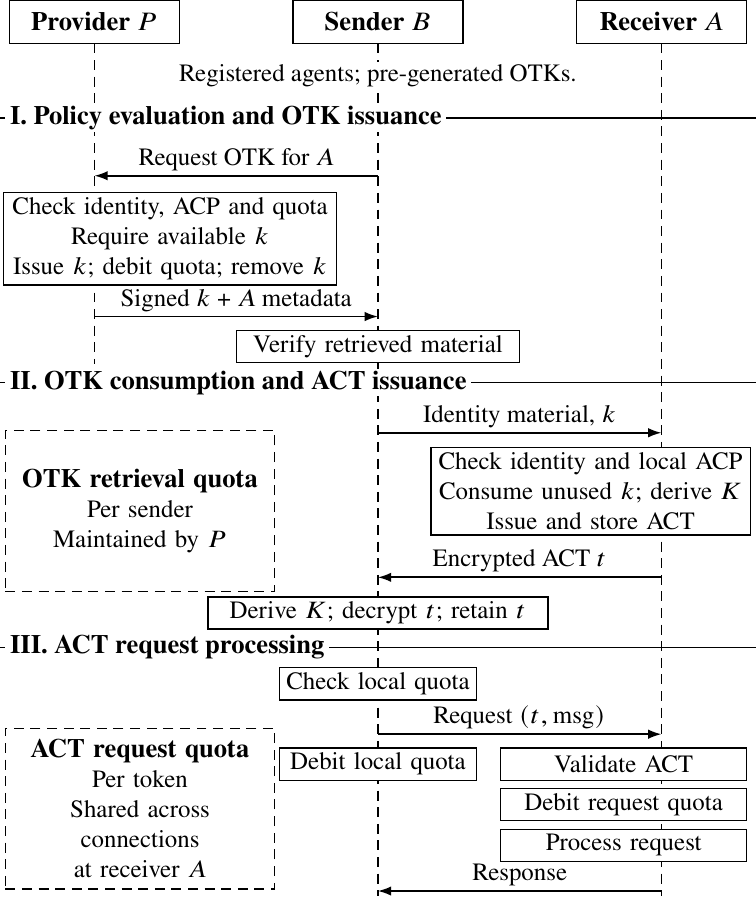 Provider P
Sender B
Receiver A
Registered agents; pre-generated OTKs.
I. Policy evaluation and OTK issuance
Request OTK for A
Check identity, ACP and quota
Require available k
Issue k; debit quota; remove k
Signed k + A metadata
Verify retrieved material
II. OTK consumption and ACT issuance
Identity material, k
OTK retrieval quota
Per sender
Maintained by P
Check identity and local ACP
Consume unused k; derive K
Issue and store ACT
Encrypted ACT t
Derive K; decrypt t; retain t
III. ACT request processing
Check local quota
Request (t, msg)
ACT request quota
Per token
Shared across
connections
at receiver A
Debit local quota
Validate ACT
Debit request quota
Process request
Response